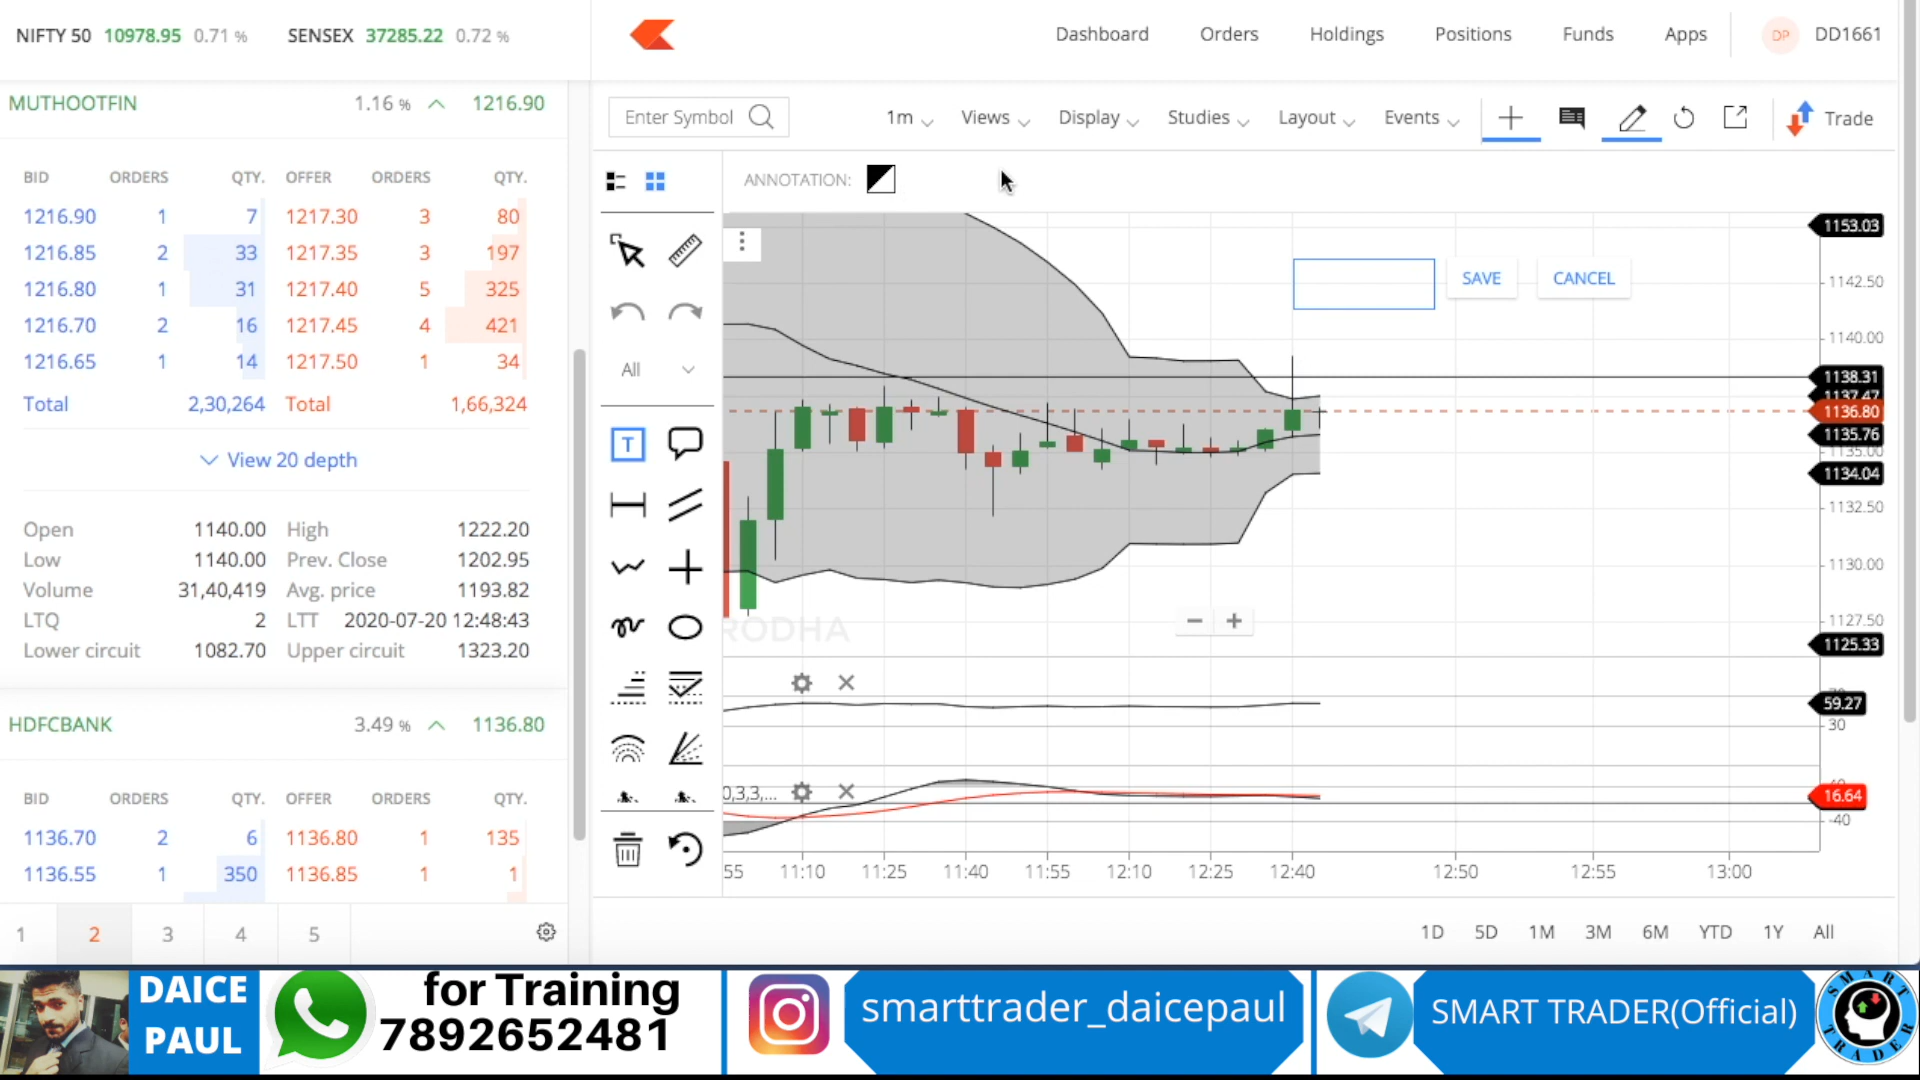 NIFTY 50 10978.95 0.71 % SENSEX 37285.22 0.72 %
Dashboard Orders Holdings Positions Funds Apps DP DD1661
MUTHOOTFIN 1.16 % 1216.90
Enter Symbol 1m Views Display Studies Layout Events Trade
ANNOTATION:
BID ORDERS QTY. OFFER ORDERS QTY.
1216.90 1 7 1217.30 3 80
1216.85 2 33 1217.35 3 197
1216.80 1 31 1217.40 5 325
1216.70 2 16 1217.45 4 421
1216.65 1 14 1217.50 1 34
Total 2,30,264 Total 1,66,324
View 20 depth
Open 1140.00 High 1222.20
Low 1140.00 Prev. Close 1202.95
Volume 31,40,419 Avg. price 1193.82
LTQ 2 LTT 2020-07-20 12:48:43
Lower circuit 1082.70 Upper circuit 1323.20
HDFCBANK 3.49 % 1136.80
BID ORDERS QTY. OFFER ORDERS QTY.
1136.70 2 6 1136.80 1 135
1136.55 1 350 1136.85 1 1
1 2 3 4 5
All
T
SAVE CANCEL
1153.03
1142.50
1140.00
1138.31
1137.47
1136.80
1135.76
1135.00
1134.04
1132.50
1130.00
1127.50
1125.33
RODHA
59.27
30
0,3,3,...
16.64
-40
55 11:10 11:25 11:40 11:55 12:10 12:25 12:40 12:50 12:55 13:00
1D 5D 1M 3M 6M YTD 1Y All
DAICE
PAUL
for Training
7892652481
smarttrader_daicepaul
SMART TRADER(Official)
SMART
TRADER